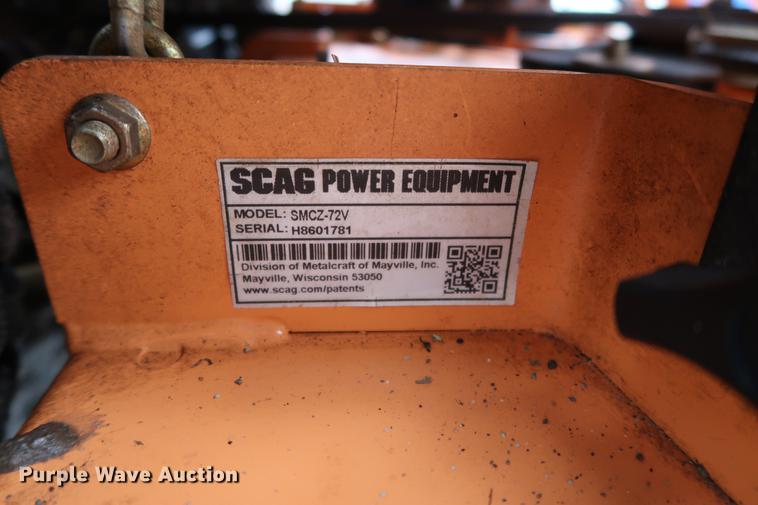 SCAG POWER EQUIPMENT
MODEL: SMCZ-72V
SERIAL: H8601781
Division of Metalcraft of Mayville, Inc.
Mayville, Wisconsin 53050
www.scag.com/patents
Purple Wave Auction